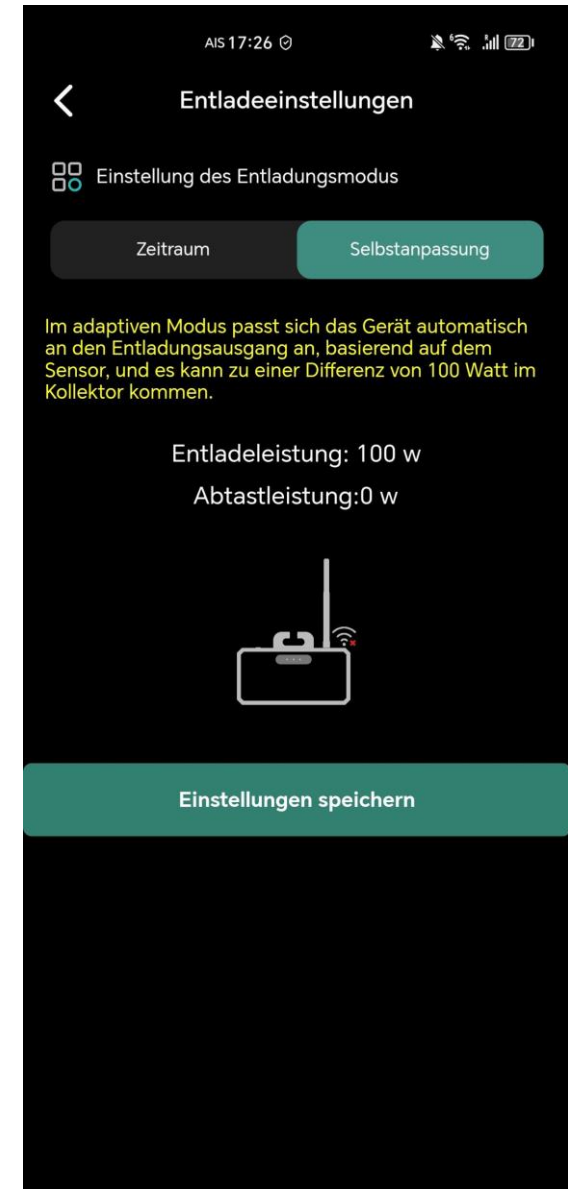 AIS 17:26 72
Entladeeinstellungen
Einstellung des Entladungsmodus
Zeitraum Selbstanpassung
Im adaptiven Modus passt sich das Gerät automatisch
an den Entladungsausgang an, basierend auf dem
Sensor, und es kann zu einer Differenz von 100 Watt im
Kollektor kommen.
Entladeleistung: 100 w
Abtastleistung:0 w
Einstellungen speichern